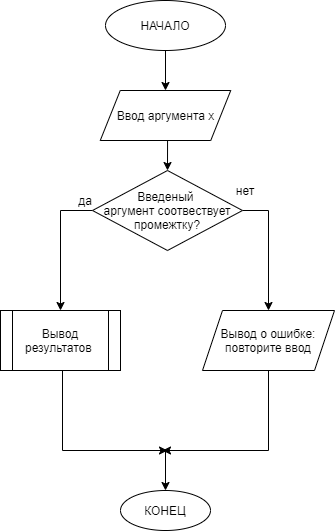 НАЧАЛО
Ввод аргумента x
Введеный
аргумент соотвествует
промежтку?
да
нет
Вывод
результатов
Вывод о ошибке:
повторите ввод
КОНЕЦ